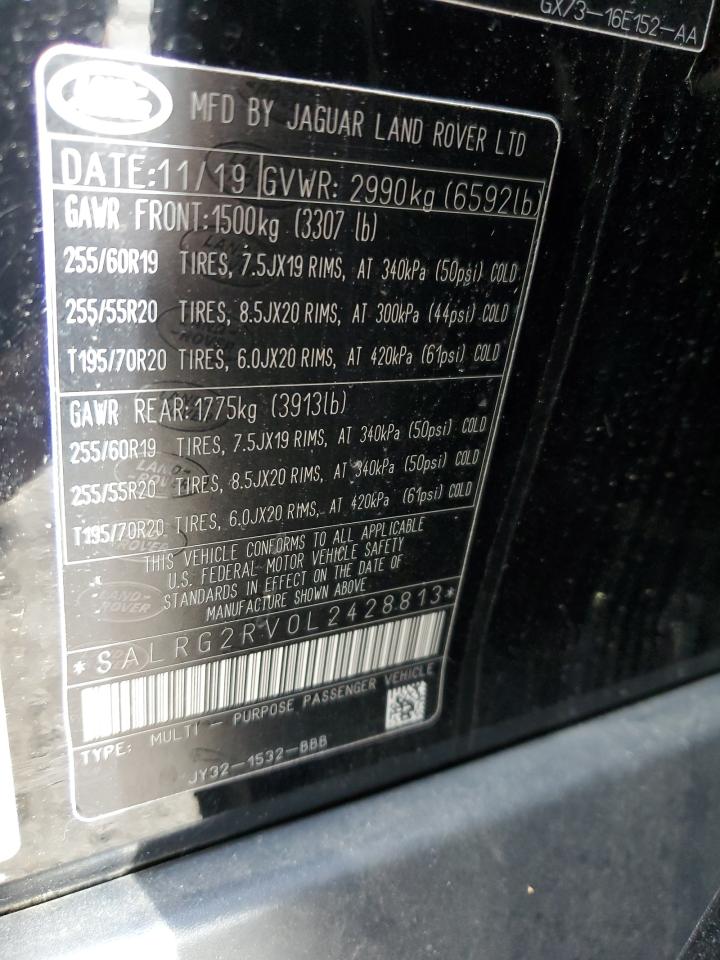 GX73-16E152-AA
MFD BY JAGUAR LAND ROVER LTD
DATE:11/19 GVWR: 2990kg (6592lb)
GAWR FRONT:1500kg (3307 lb)
255/60R19 TIRES, 7.5JX19 RIMS, AT 340kPa (50psi) COLD
255/55R20 TIRES, 8.5JX20 RIMS, AT 300kPa (44psi) COLD
T195/70R20 TIRES, 6.0JX20 RIMS, AT 420kPa (61psi) COLD
GAWR REAR:1775kg (3913lb)
255/60R19 TIRES, 7.5JX19 RIMS, AT 340kPa (50psi) COLD
255/55R20 TIRES, 8.5JX20 RIMS, AT 340kPa (50psi) COLD
T195/70R20 TIRES, 6.0JX20 RIMS, AT 420kPa (61psi) COLD
THIS VEHICLE CONFORMS TO ALL APPLICABLE
U.S. FEDERAL MOTOR VEHICLE SAFETY
STANDARDS IN EFFECT ON THE DATE OF
MANUFACTURE SHOWN ABOVE.
LAND-
ROVER
*SALRG2RV0L2428813*
TYPE: MULTI - PURPOSE PASSENGER VEHICLE
JY32-1532-BBB